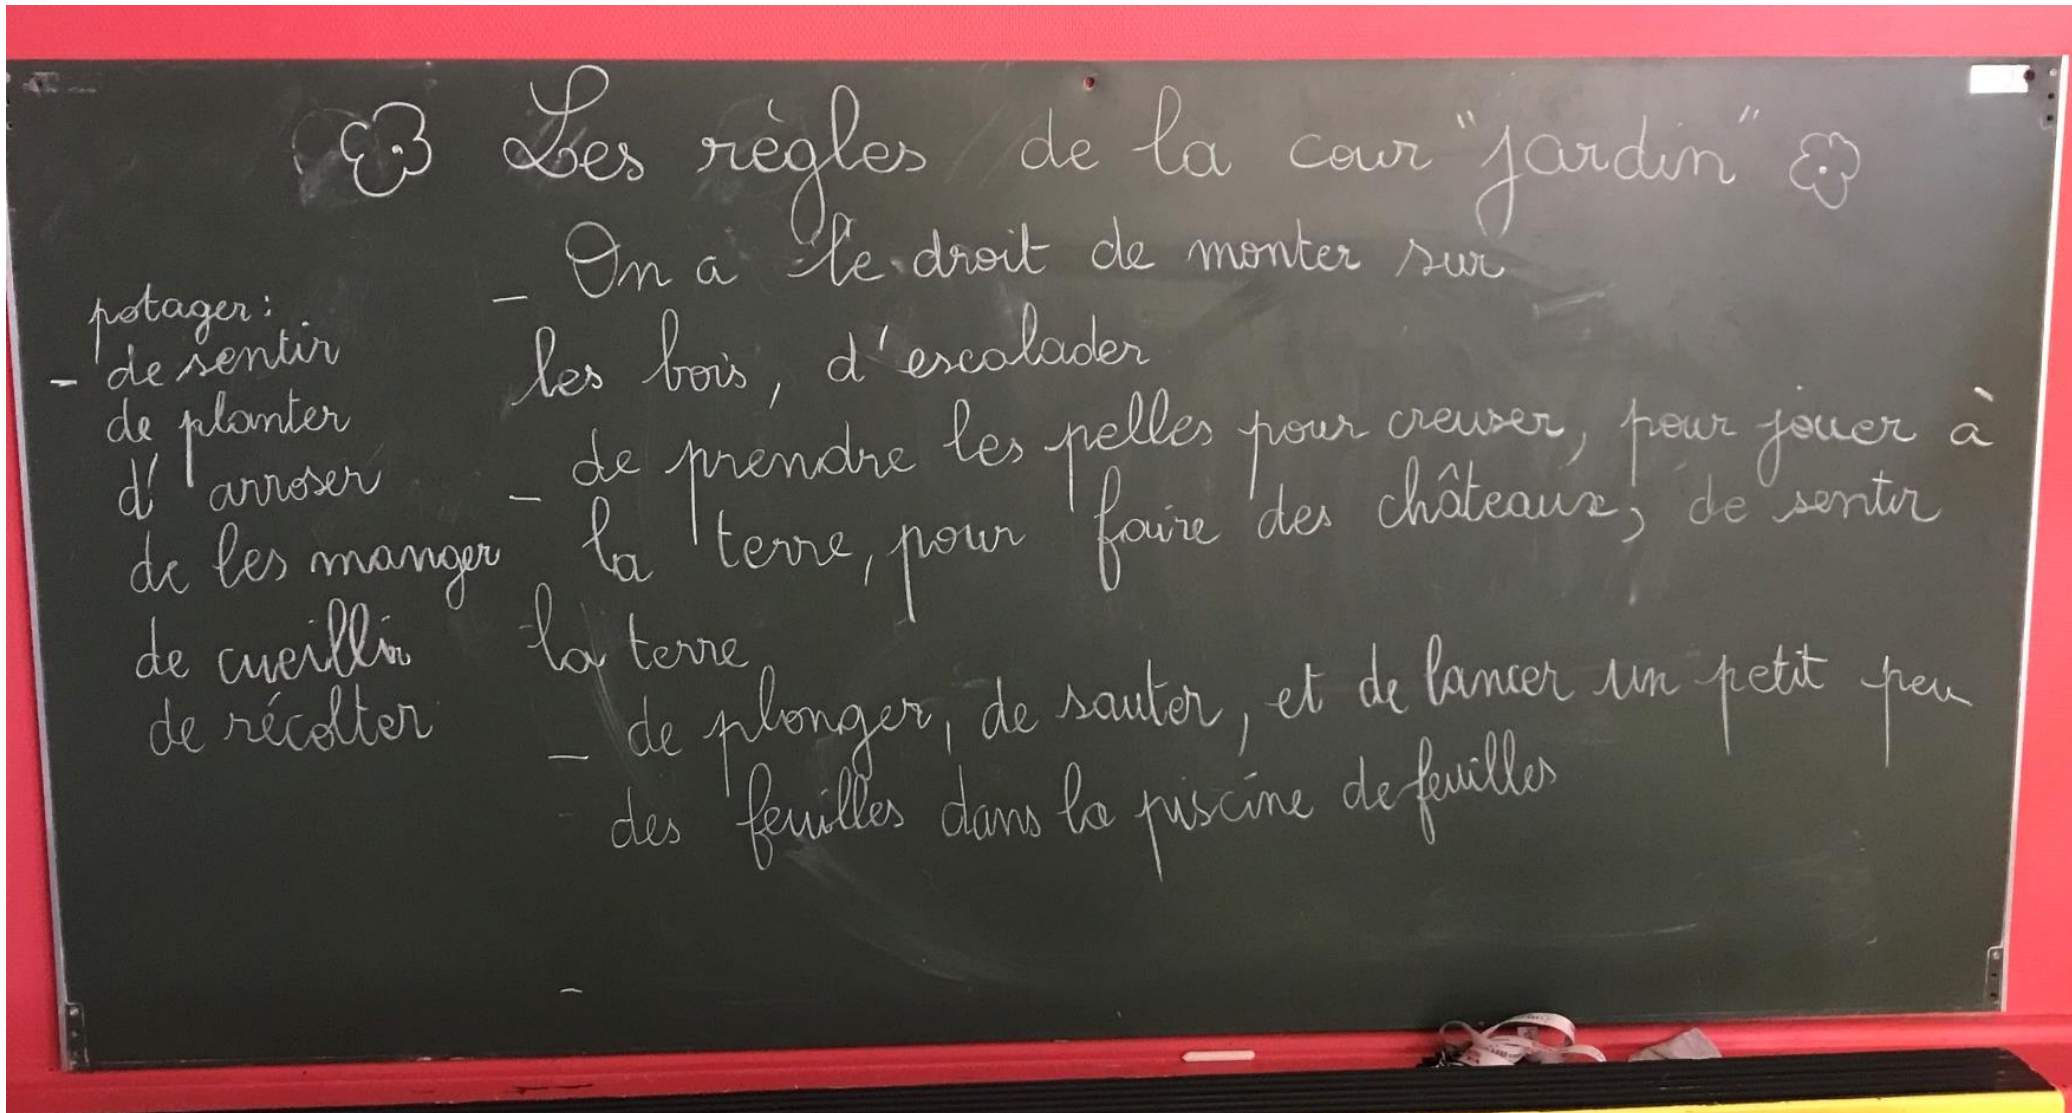 Les règles de la cour "jardin"
- On a le droit de monter sur
les bois, d'escalader
- de prendre les pelles pour creuser, pour jouer à
la terre, pour faire des châteaux, de sentir
la terre
- de plonger, de sauter, et de lancer un petit peu
des feuilles dans la piscine de feuilles
-
potager:
- de sentir
de planter
d'arroser
de les manger
de cueillir
de récolter